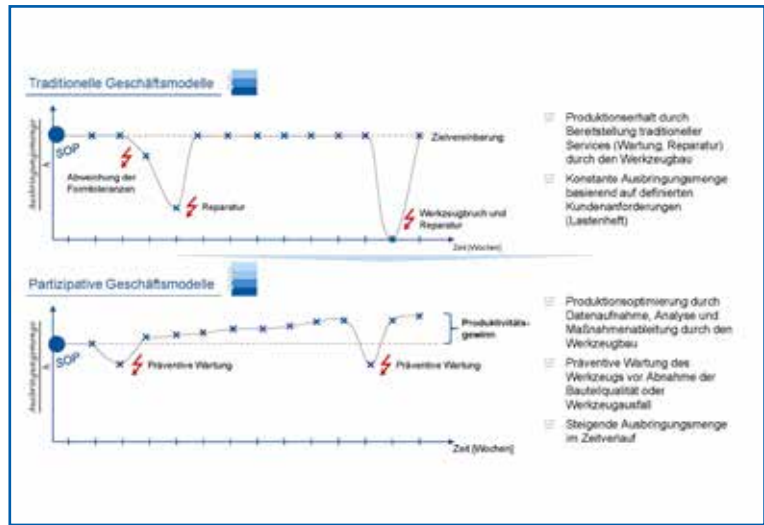 Traditionelle Geschäftsmodelle
Ausbringungsmenge
SOP
Abweichung der
Formtoleranzen
Reparatur
Zielvereinbarung
Werkzeugbruch und
Reparatur
Zeit [Wochen]
Produktionserhalt durch
Bereitstellung traditioneller
Services (Wartung, Reparatur)
durch den Werkzeugbau
Konstante Ausbringungsmenge
basierend auf definierten
Kundenanforderungen
(Lastenheft)
Partizipative Geschäftsmodelle
Ausbringungsmenge
SOP
Präventive Wartung
Präventive Wartung
Produktivitäts-
gewinn
Zeit [Wochen]
Produktionsoptimierung durch
Datenaufnahme, Analyse und
Maßnahmenableitung durch den
Werkzeugbau
Präventive Wartung des
Werkzeugs vor Abnahme der
Bauteilqualität oder
Werkzeugausfall
Steigende Ausbringungsmenge
im Zeitverlauf